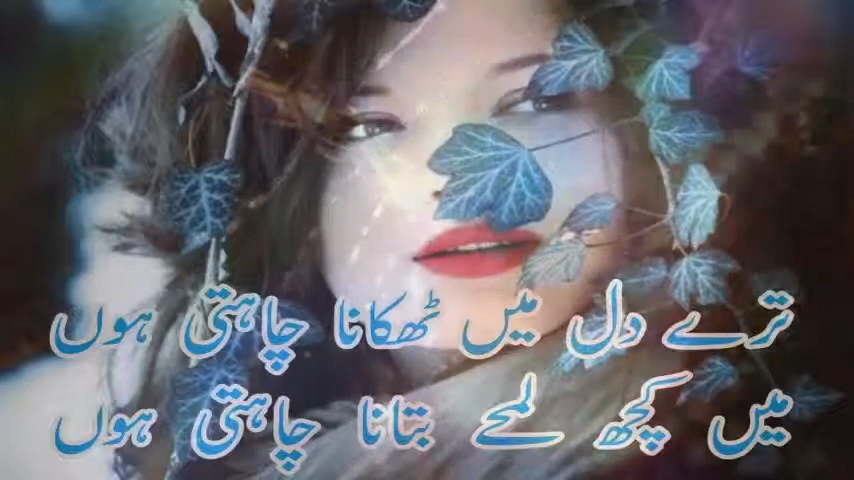 ترے دل میں ٹھکانا چاہتی ہوں
میں کچھ لمحے بتانا چاہتی ہوں